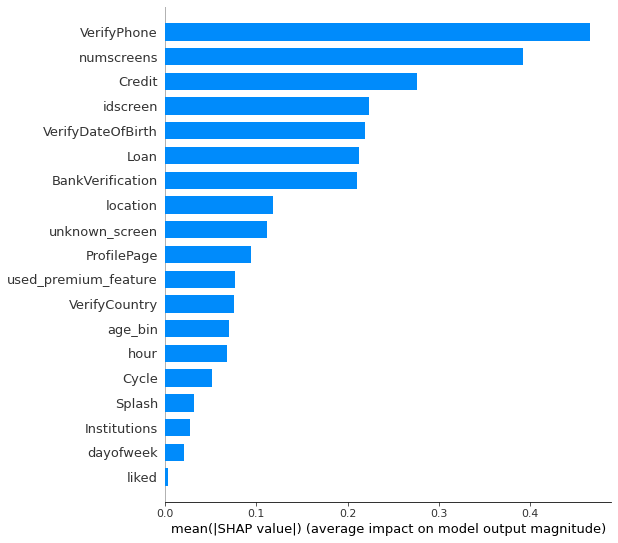 VerifyPhone
numscreens
Credit
idscreen
VerifyDateOfBirth
Loan
BankVerification
location
unknown_screen
ProfilePage
used_premium_feature
VerifyCountry
age_bin
hour
Cycle
Splash
Institutions
dayofweek
liked
0.0 0.1 0.2 0.3 0.4
mean(|SHAP value|) (average impact on model output magnitude)